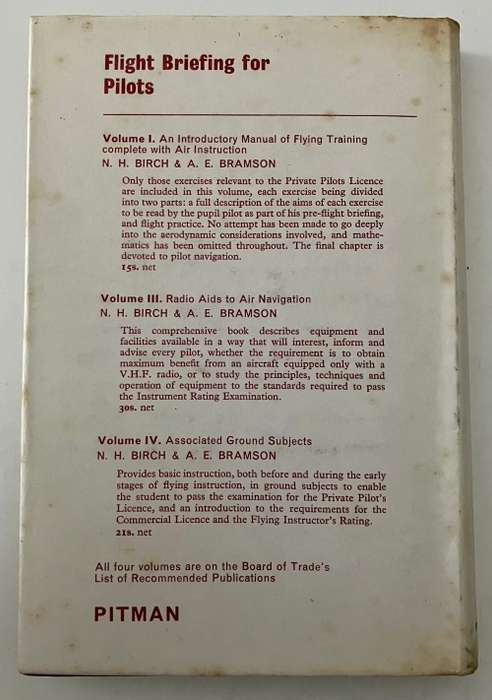 Flight Briefing for
Pilots
Volume I. An Introductory Manual of Flying Training
complete with Air Instruction
N. H. BIRCH & A. E. BRAMSON
Only those exercises relevant to the Private Pilots Licence
are included in this volume, each exercise being divided
into two parts: a full description of the aims of each exercise
to be read by the pupil pilot as part of his pre-flight briefing,
and flight practice. No attempt has been made to go deeply
into the aerodynamic considerations involved, and mathe-
matics has been omitted throughout. The final chapter is
devoted to pilot navigation.
15s. net
Volume III. Radio Aids to Air Navigation
N. H. BIRCH & A. E. BRAMSON
This comprehensive book describes equipment and
facilities available in a way that will interest, inform and
advise every pilot, whether the requirement is to obtain
maximum benefit from an aircraft equipped only with a
V.H.F. radio, or to study the principles, techniques and
operation of equipment to the standards required to pass
the Instrument Rating Examination.
30s. net
Volume IV. Associated Ground Subjects
N. H. BIRCH & A. E. BRAMSON
Provides basic instruction, both before and during the early
stages of flying instruction, in ground subjects to enable
the student to pass the examination for the Private Pilot's
Licence, and an introduction to the requirements for the
Commercial Licence and the Flying Instructor's Rating.
21s. net
All four volumes are on the Board of Trade's
List of Recommended Publications
PITMAN